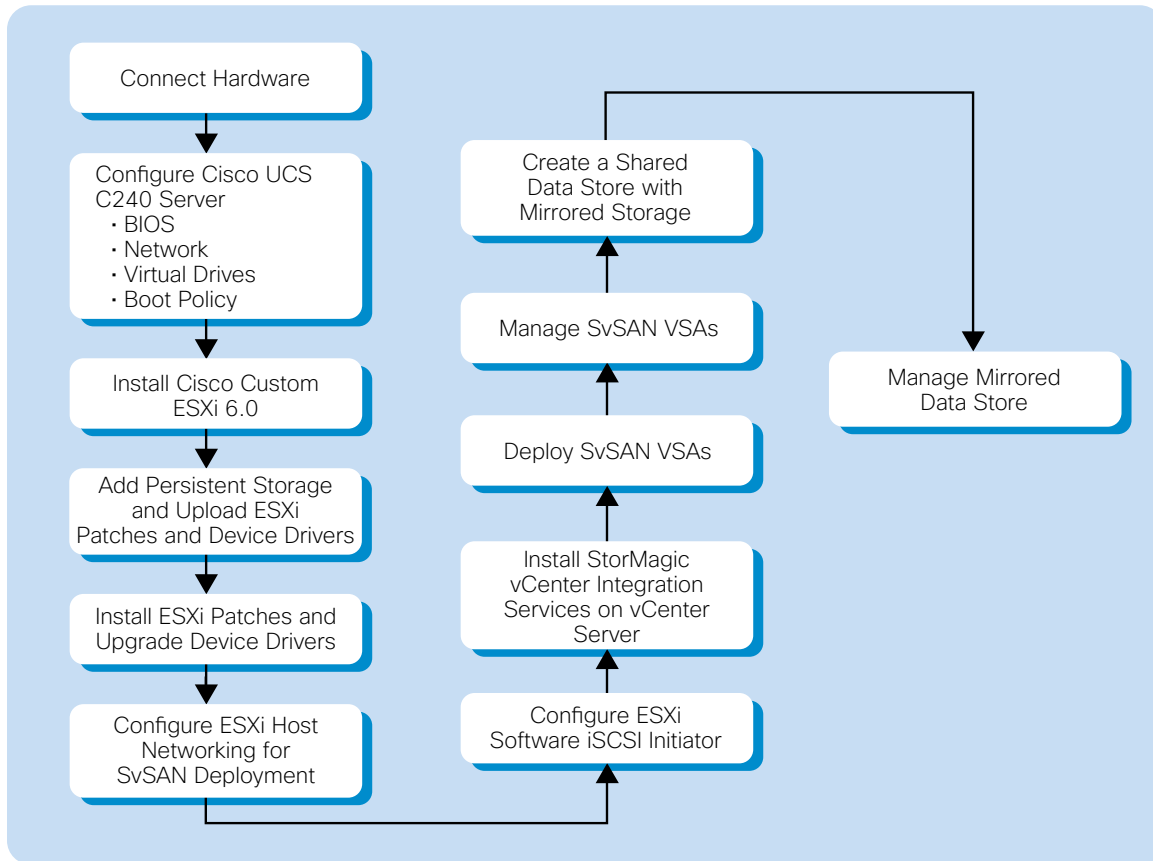 Connect Hardware
Configure Cisco UCS
C240 Server
· BIOS
· Network
· Virtual Drives
· Boot Policy
Install Cisco Custom
ESXi 6.0
Add Persistent Storage
and Upload ESXi
Patches and Device Drivers
Install ESXi Patches and
Upgrade Device Drivers
Configure ESXi Host
Networking for
SvSAN Deployment
Configure ESXi
Software iSCSI Initiator
Install StorMagic
vCenter Integration
Services on vCenter
Server
Deploy SvSAN VSAs
Manage SvSAN VSAs
Create a Shared
Data Store with
Mirrored Storage
Manage Mirrored
Data Store